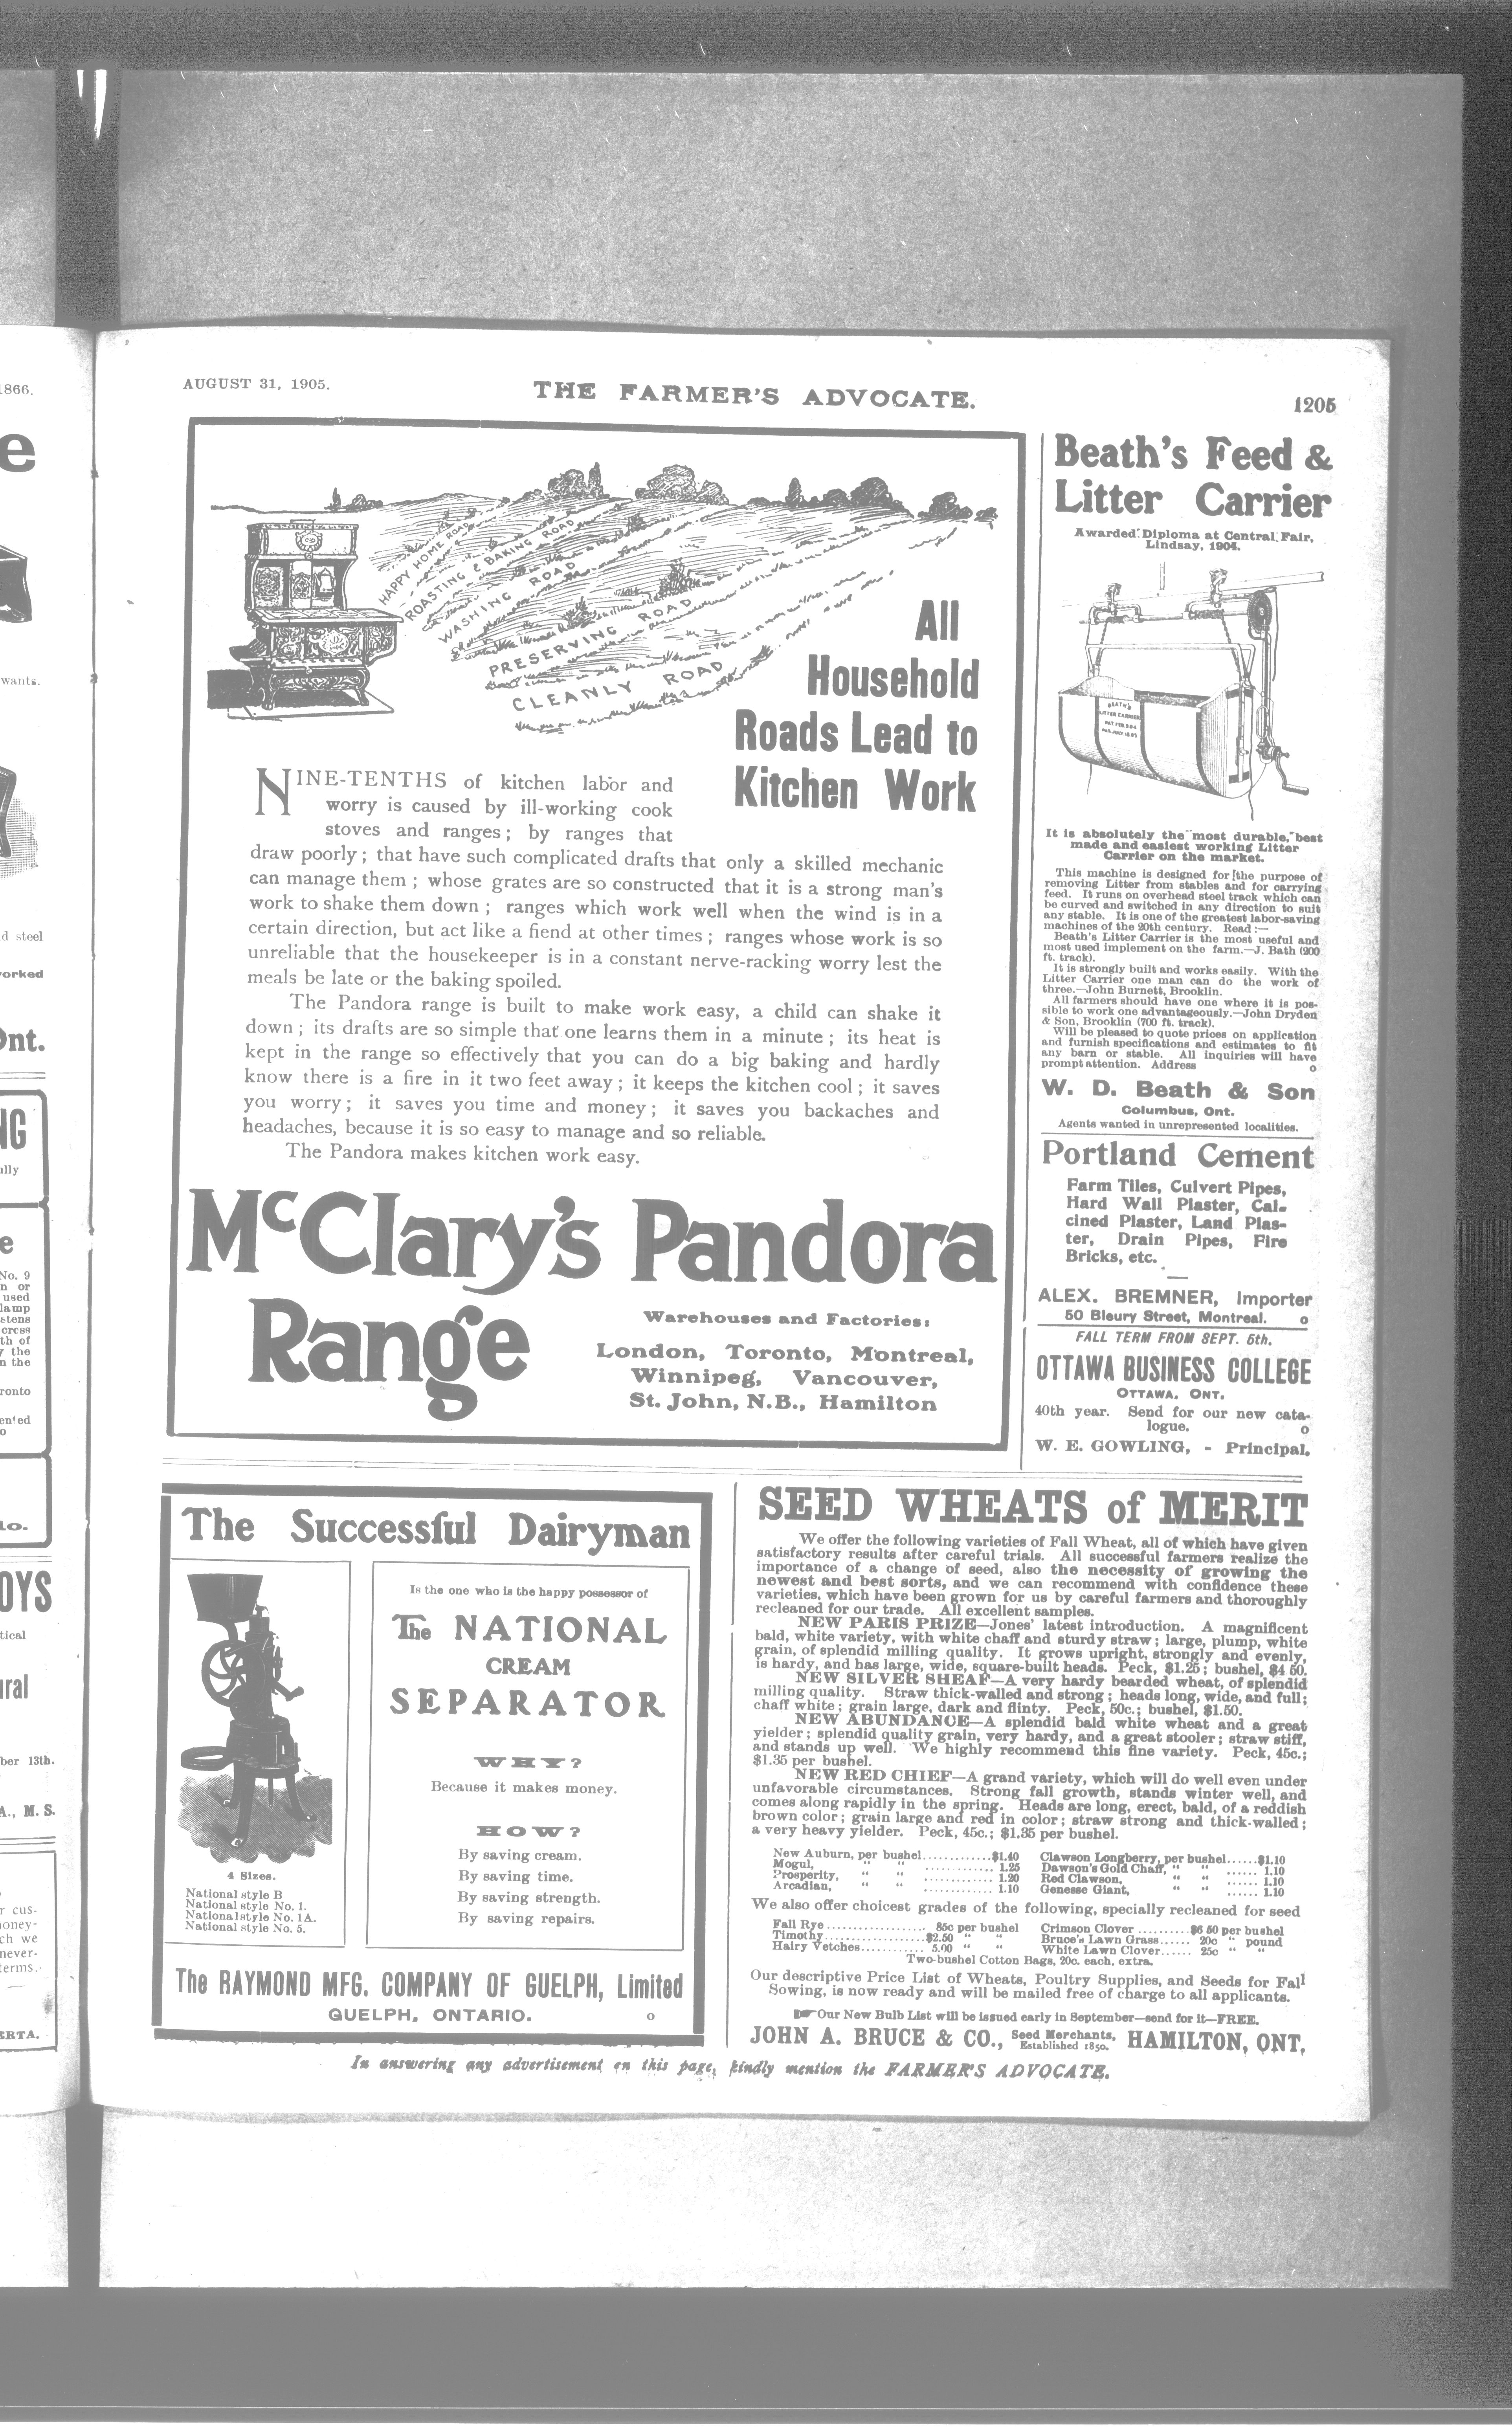 AUGUST 31, 1905.
THE FARMER'S ADVOCATE.
1205
HAPPY HOME ROAD
ROASTING & BAKING ROAD
WASHING ROAD
PRESERVING ROAD
CLEANLY ROAD
All
Household
Roads Lead to
Kitchen Work
NINE-TENTHS of kitchen labor and
worry is caused by ill-working cook
stoves and ranges; by ranges that
draw poorly; that have such complicated drafts that only a skilled mechanic
can manage them; whose grates are so constructed that it is a strong man's
work to shake them down; ranges which work well when the wind is in a
certain direction, but act like a fiend at other times; ranges whose work is so
unreliable that the housekeeper is in a constant nerve-racking worry lest the
meals be late or the baking spoiled.
The Pandora range is built to make work easy, a child can shake it
down; its drafts are so simple that one learns them in a minute; its heat is
kept in the range so effectively that you can do a big baking and hardly
know there is a fire in it two feet away; it keeps the kitchen cool; it saves
you worry; it saves you time and money; it saves you backaches and
headaches, because it is so easy to manage and so reliable.
The Pandora makes kitchen work easy.
McClary's Pandora
Range
Warehouses and Factories:
London, Toronto, Montreal,
Winnipeg, Vancouver,
St. John, N.B., Hamilton
Beath's Feed &
Litter Carrier
Awarded Diploma at Central Fair,
Lindsay, 1904.
BEATH'S
LITTER CARRIER
It is absolutely the most durable, best
made and easiest working Litter
Carrier on the market.
This machine is designed for the purpose of
removing Litter from stables and for carrying
feed. It runs on overhead steel track which can
be curved and switched in any direction to suit
any stable. It is one of the greatest labor-saving
machines of the 20th century. Read:—
Beath's Litter Carrier is the most useful and
most used implement on the farm.—J. Bath (200
ft. track).
It is strongly built and works easily. With the
Litter Carrier one man can do the work of
three.—John Burnett, Brooklin.
All farmers should have one where it is pos-
sible to work one advantageously.—John Dryden
& Son, Brooklin (700 ft. track).
Will be pleased to quote prices on application
and furnish specifications and estimates to fit
any barn or stable. All inquiries will have
prompt attention. Address o
W. D. Beath & Son
Columbus, Ont.
Agents wanted in unrepresented localities.
Portland Cement
Farm Tiles, Culvert Pipes,
Hard Wall Plaster, Cal-
cined Plaster, Land Plas-
ter, Drain Pipes, Fire
Bricks, etc.
ALEX. BREMNER, Importer
50 Bleury Street, Montreal. o
FALL TERM FROM SEPT. 5th.
OTTAWA BUSINESS COLLEGE
OTTAWA, ONT.
40th year. Send for our new cata-
logue. o
W. E. GOWLING, - Principal.
The Successful Dairyman
4 Sizes.
National style B
National style No. 1.
National style No. 1A.
National style No. 5.
Is the one who is the happy possessor of
The NATIONAL
CREAM
SEPARATOR
WHY?
Because it makes money.
HOW?
By saving cream.
By saving time.
By saving strength.
By saving repairs.
The RAYMOND MFG. COMPANY OF GUELPH, Limited
GUELPH, ONTARIO. o
SEED WHEATS of MERIT
We offer the following varieties of Fall Wheat, all of which have given
satisfactory results after careful trials. All successful farmers realize the
importance of a change of seed, also the necessity of growing the
newest and best sorts, and we can recommend with confidence these
varieties, which have been grown for us by careful farmers and thoroughly
recleaned for our trade. All excellent samples.
NEW PARIS PRIZE—Jones' latest introduction. A magnificent
bald, white variety, with white chaff and sturdy straw; large, plump, white
grain, of splendid milling quality. It grows upright, strongly and evenly,
is hardy, and has large, wide, square-built heads. Peck, $1.25; bushel, $4 50.
NEW SILVER SHEAF—A very hardy bearded wheat, of splendid
milling quality. Straw thick-walled and strong; heads long, wide, and full;
chaff white; grain large, dark and flinty. Peck, 50c.; bushel, $1.50.
NEW ABUNDANCE—A splendid bald white wheat and a great
yielder; splendid quality grain, very hardy, and a great stooler; straw stiff,
and stands up well. We highly recommend this fine variety. Peck, 45c.;
$1.35 per bushel.
NEW RED CHIEF—A grand variety, which will do well even under
unfavorable circumstances. Strong fall growth, stands winter well, and
comes along rapidly in the spring. Heads are long, erect, bald, of a reddish
brown color; grain large and red in color; straw strong and thick-walled;
a very heavy yielder. Peck, 45c.; $1.35 per bushel.
New Auburn, per bushel............$1.40 Clawson Longberry, per bushel......$1.10
Mogul, " " ............ 1.25 Dawson's Gold Chaff, " " ...... 1.10
Prosperity, " " ............ 1.20 Red Clawson, " " ...... 1.10
Arcadian, " " ............ 1.10 Genesee Giant, " " ...... 1.10
We also offer choicest grades of the following, specially recleaned for seed
Fall Rye .................. 85c per bushel Crimson Clover .........$6 50 per bushel
Timothy..................$2.50 " " Bruce's Lawn Grass...... 20c " pound
Hairy Vetches........... 5.00 " " White Lawn Clover...... 25c " "
Two-bushel Cotton Bags, 20c. each, extra.
Our descriptive Price List of Wheats, Poultry Supplies, and Seeds for Fall
Sowing, is now ready and will be mailed free of charge to all applicants.
☛Our New Bulb List will be issued early in September—send for it—FREE.
JOHN A. BRUCE & CO., Seed Merchants, Established 1850. HAMILTON, ONT.
In answering any advertisement on this page, kindly mention the FARMER'S ADVOCATE.